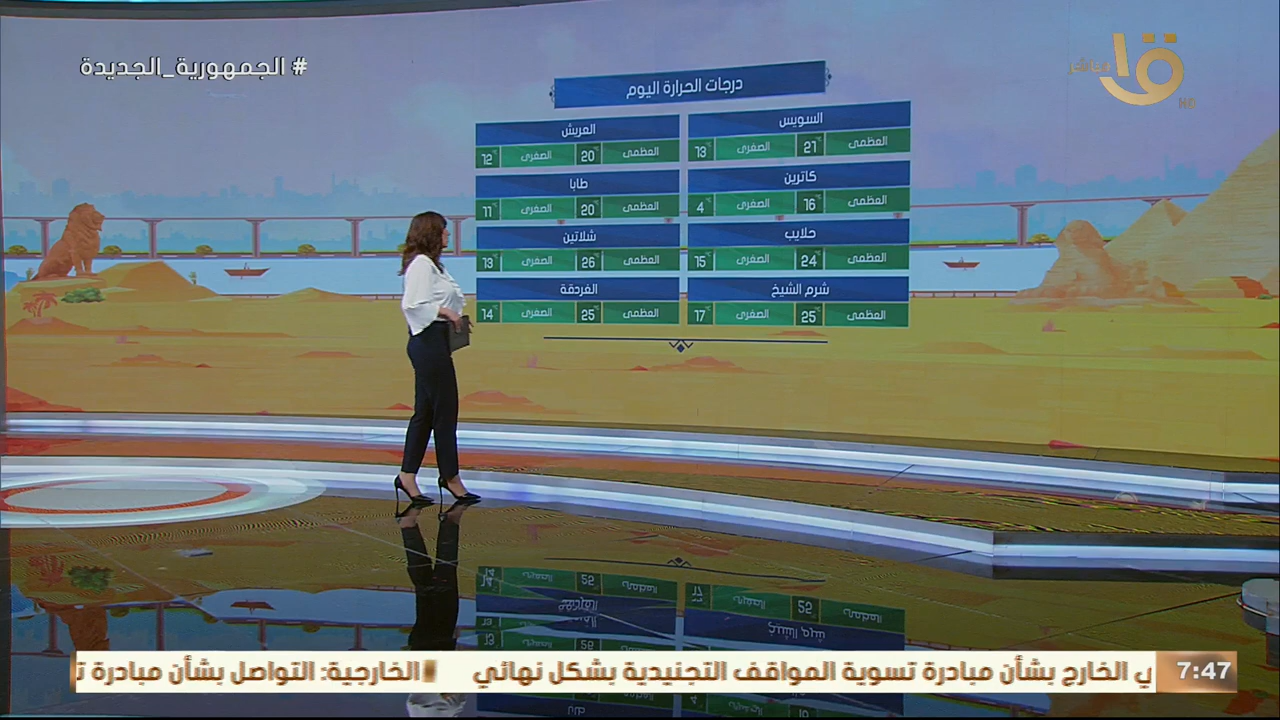 # الجمهورية_الجديدة
مباشر
HD
درجات الحرارة اليوم
السويس
العظمى 21 الصغرى 13
العريش
العظمى 20 الصغرى 12
كاترين
العظمى 16 الصغرى 4
طابا
العظمى 20 الصغرى 11
حلايب
العظمى 24 الصغرى 15
شلاتين
العظمى 26 الصغرى 13
شرم الشيخ
العظمى 25 الصغرى 17
الغردقة
العظمى 25 الصغرى 14
7:47
الخارج بشأن مبادرة تسوية المواقف التجنيدية بشكل نهائي الخارجية: التواصل بشأن مبادرة